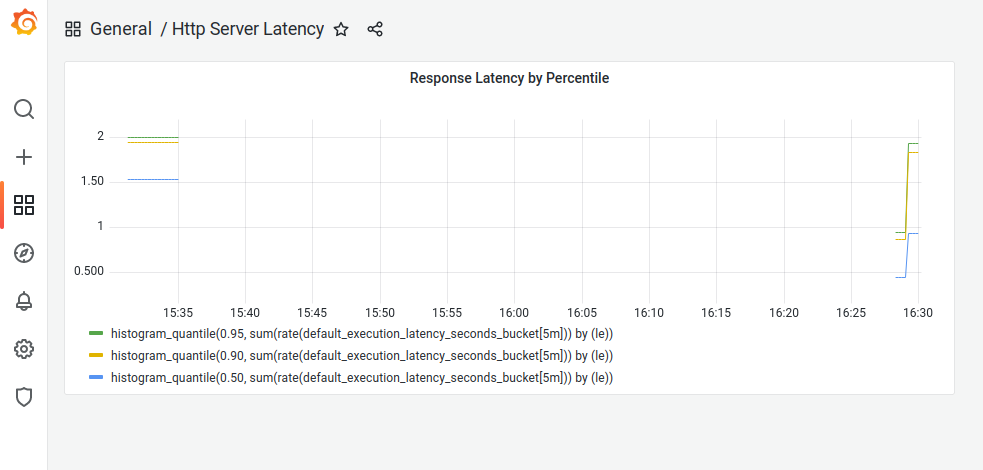 General / Http Server Latency
Response Latency by Percentile
2
1.50
1
0.500
15:35 15:40 15:45 15:50 15:55 16:00 16:05 16:10 16:15 16:20 16:25 16:30
histogram_quantile(0.95, sum(rate(default_execution_latency_seconds_bucket[5m])) by (le))
histogram_quantile(0.90, sum(rate(default_execution_latency_seconds_bucket[5m])) by (le))
histogram_quantile(0.50, sum(rate(default_execution_latency_seconds_bucket[5m])) by (le))